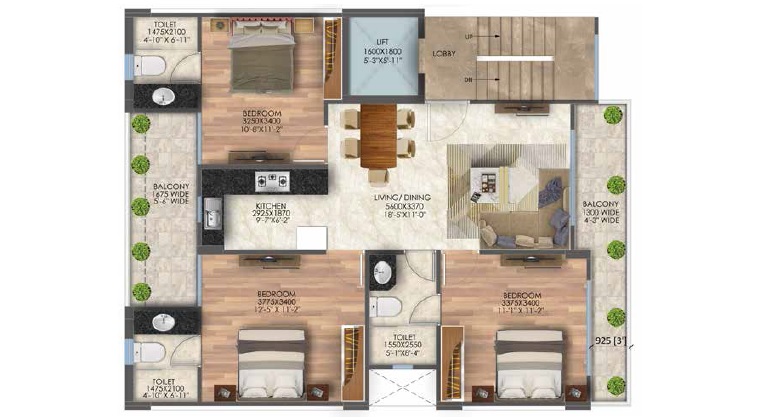 TOILET
1475X2100
4'-10" X 6'-11"
LIFT
1600X1800
5'-3"X5'-11"
LOBBY
UP
DN
BEDROOM
3250X3400
10'-8"X11'-2"
BALCONY
1675 WIDE
5'-6" WIDE
KITCHEN
2925X1870
9'-7"X6'-2"
LIVING/ DINING
5600X3370
18'-5"X11'-0"
BALCONY
1300 WIDE
4'-3" WIDE
BEDROOM
3775X3400
12'-5" X 11'-2"
BEDROOM
3375X3400
11'-1" X 11'-2"
TOILET
1550X2550
5'-1"X8'-4"
925 [3']
TOILET
1475X2100
4'-10" X 6'-11"